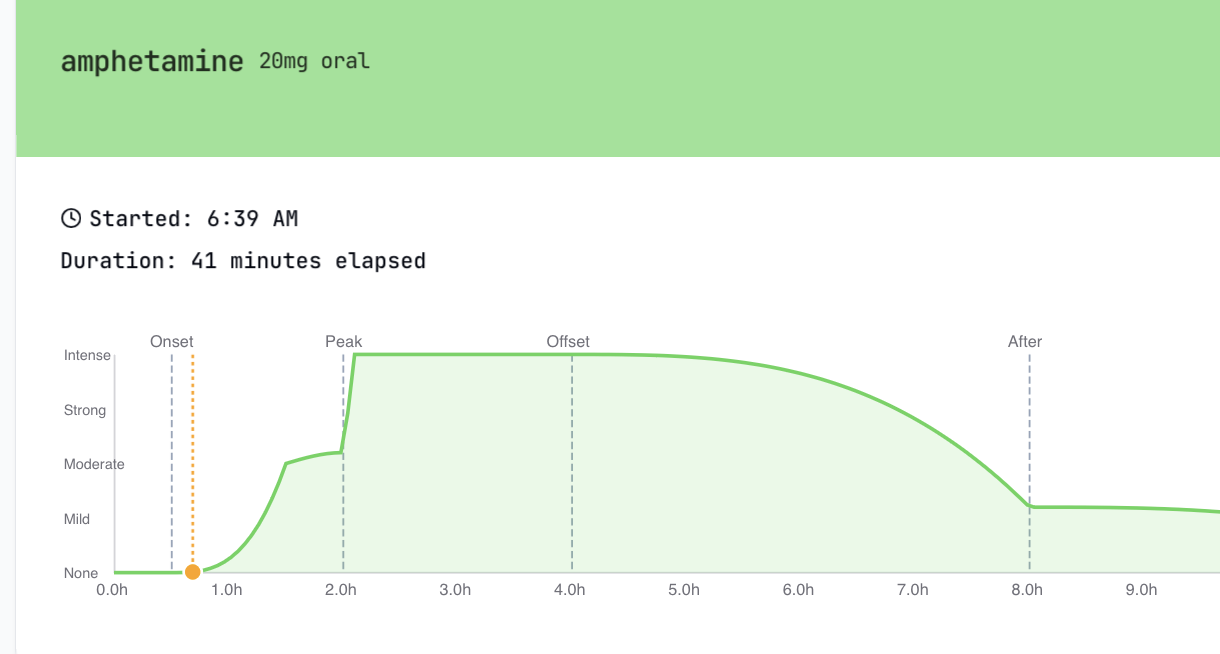 amphetamine 20mg oral
Started: 6:39 AM
Duration: 41 minutes elapsed
Onset Peak Offset After
Intense
Strong
Moderate
Mild
None
0.0h 1.0h 2.0h 3.0h 4.0h 5.0h 6.0h 7.0h 8.0h 9.0h